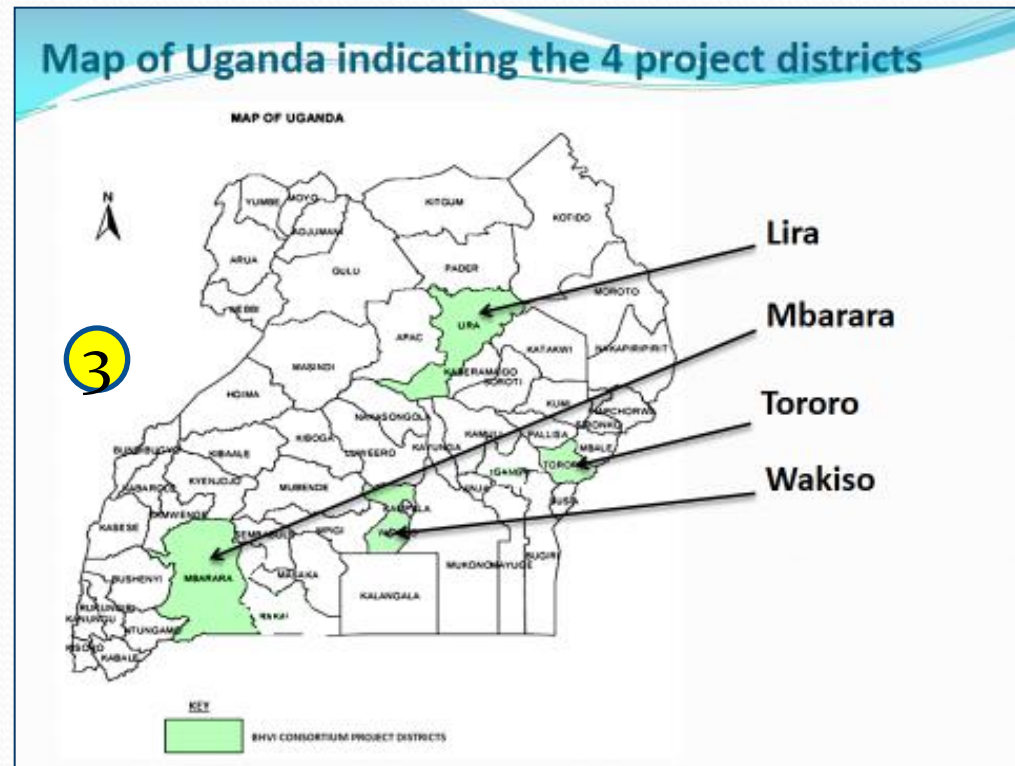 Map of Uganda indicating the 4 project districts
MAP OF UGANDA
N
YUMBE
MOYO
ADJUMANI
KITGUM
KOTIDO
ARUA
GULU
PADER
Lira
NEBBI
MOROTO
APAC
LIRA
Mbarara
3
KATAKWI
NAKAPIRIPIRIT
MASINDI
KABERAMAIDO
SOROTI
HOIMA
KUMI
Tororo
NAKASONGOLA
KIBOGA
KAMULI
PALLISA
MBALE
KAYUNGA
BUNDIBUGYO
KIBAALE
LUWEERO
TORORO
IGANGA
Wakiso
KABAROLE
KYENJOJO
MUBENDE
KAMPALA
BUSIA
KASESE
KAMWENGE
SEMBABULE
MPIGI
BUGIRI
BUSHENYI
MBARARA
MASAKA
MUKONO
MAYUGE
KALANGALA
RUKUNGIRI
KANUNGU
RAKAI
NTUNGAMO
KISORO
KABALE
KEY
BHVI CONSORTIUM PROJECT DISTRICTS